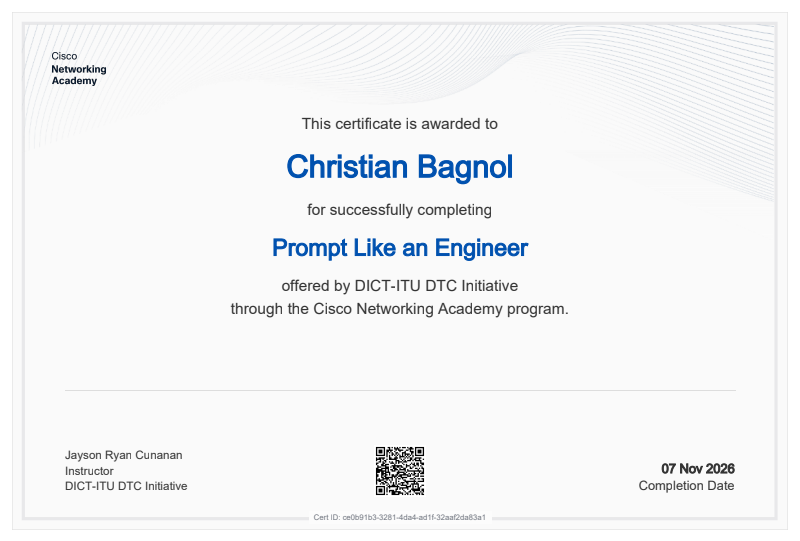 Cisco
Networking
Academy
This certificate is awarded to
Christian Bagnol
for successfully completing
Prompt Like an Engineer
offered by DICT-ITU DTC Initiative
through the Cisco Networking Academy program.
Jayson Ryan Cunanan
Instructor
DICT-ITU DTC Initiative
07 Nov 2026
Completion Date
Cert ID: ce0b91b3-3281-4da4-ad1f-32aaf2da83a1